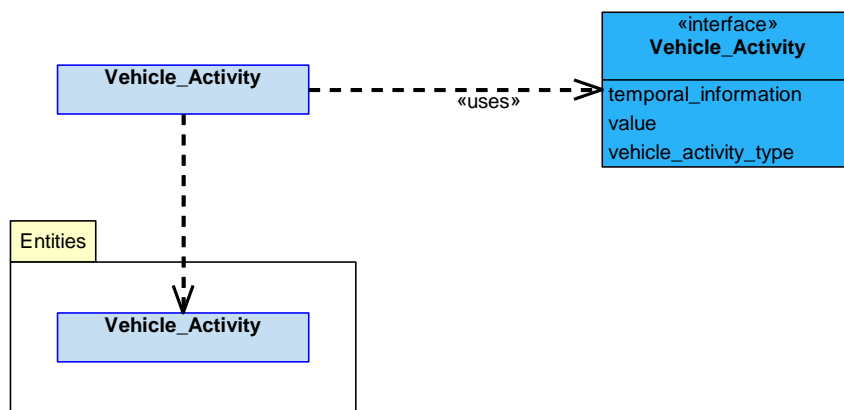 «interface»
Vehicle_Activity
Vehicle_Activity
temporal_information
«uses»
value
vehicle_activity_type
Entities
Vehicle_Activity